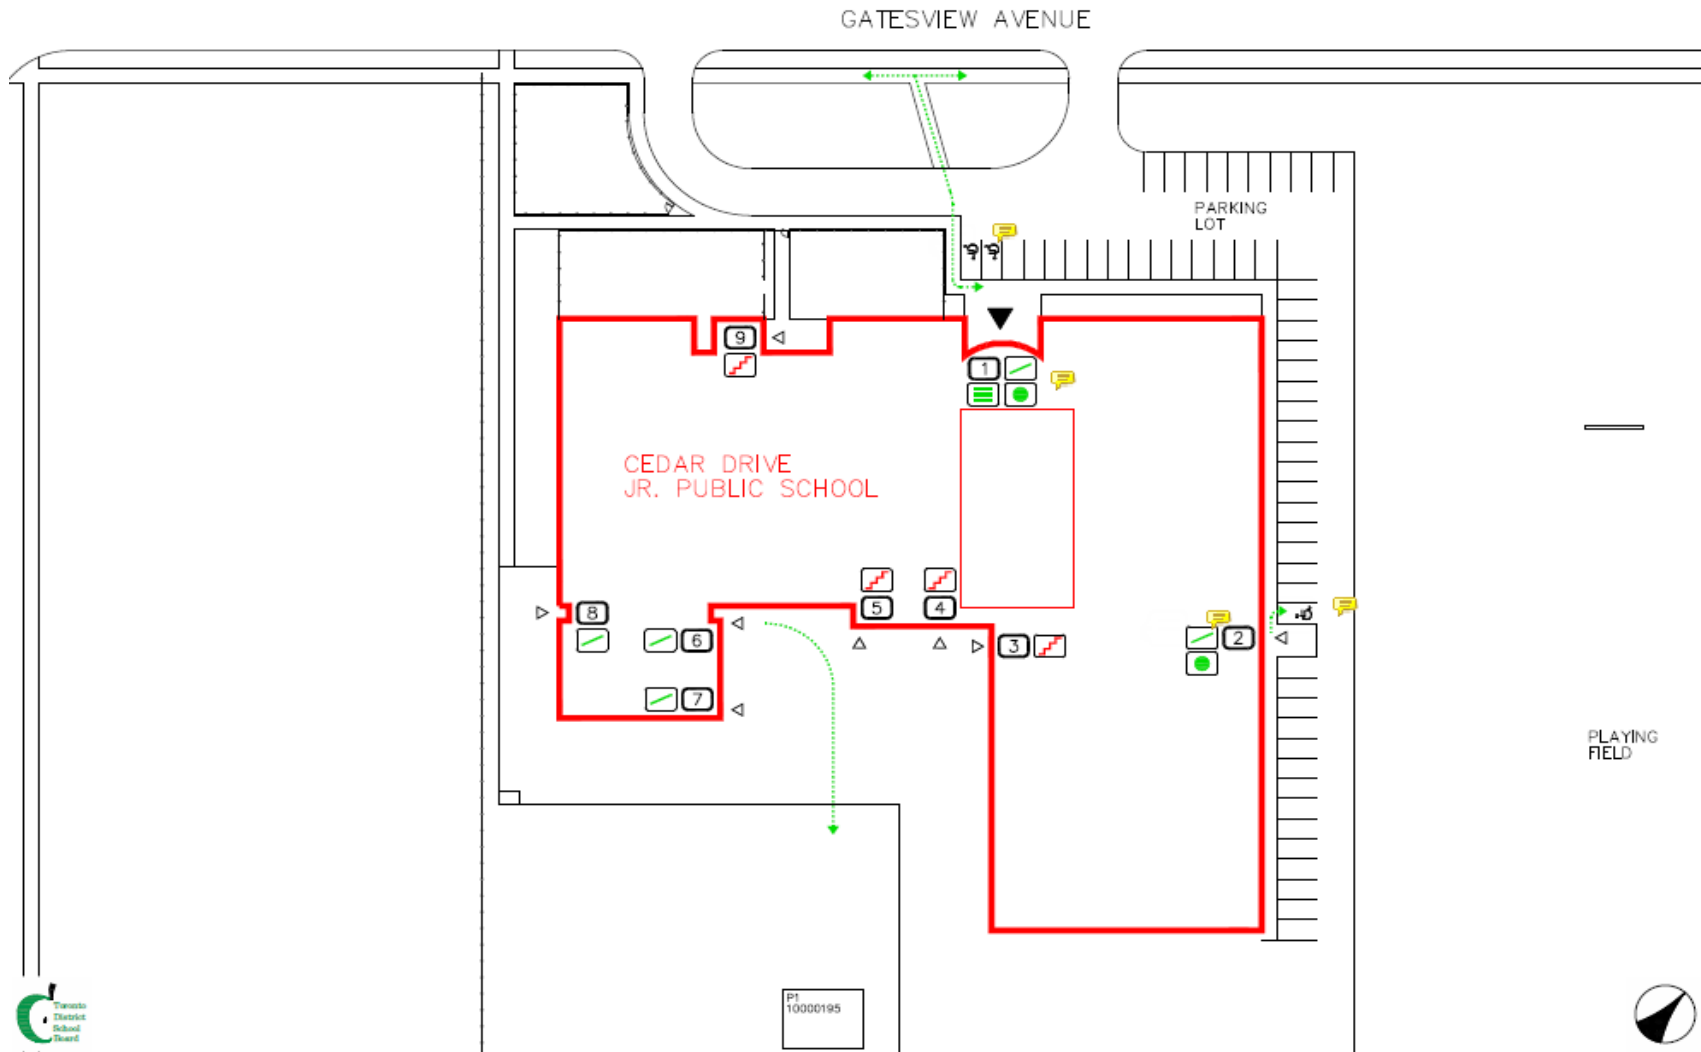 GATESVIEW AVENUE
PARKING
LOT
9
1
CEDAR DRIVE
JR. PUBLIC SCHOOL
5
4
8
6
3
2
7
PLAYING
FIELD
P1
10000195
Toronto
District
School
Board